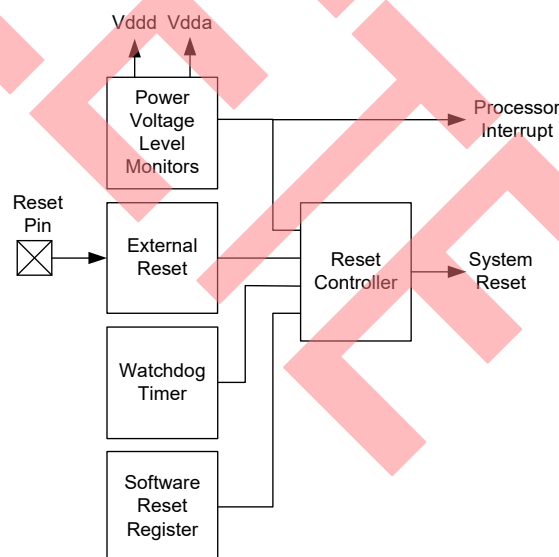 Vddd Vdda
Power
Voltage
Level
Monitors
Processor
Interrupt
Reset
Pin
External
Reset
Reset
Controller
System
Reset
Watchdog
Timer
Software
Reset
Register